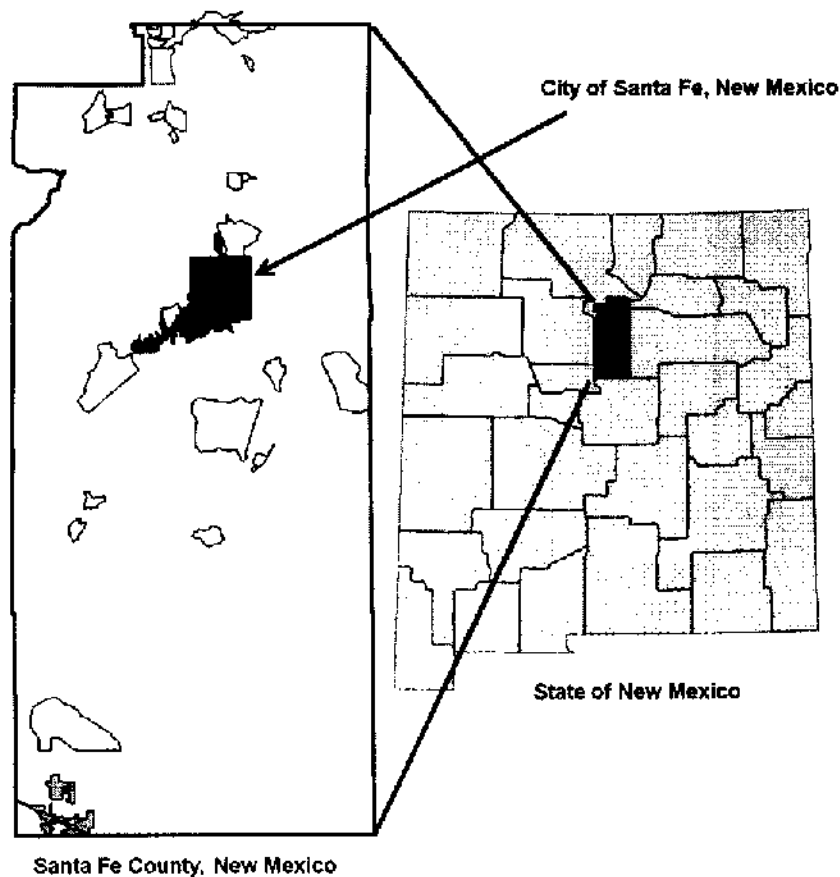 City of Santa Fe, New Mexico
State of New Mexico
Santa Fe County, New Mexico